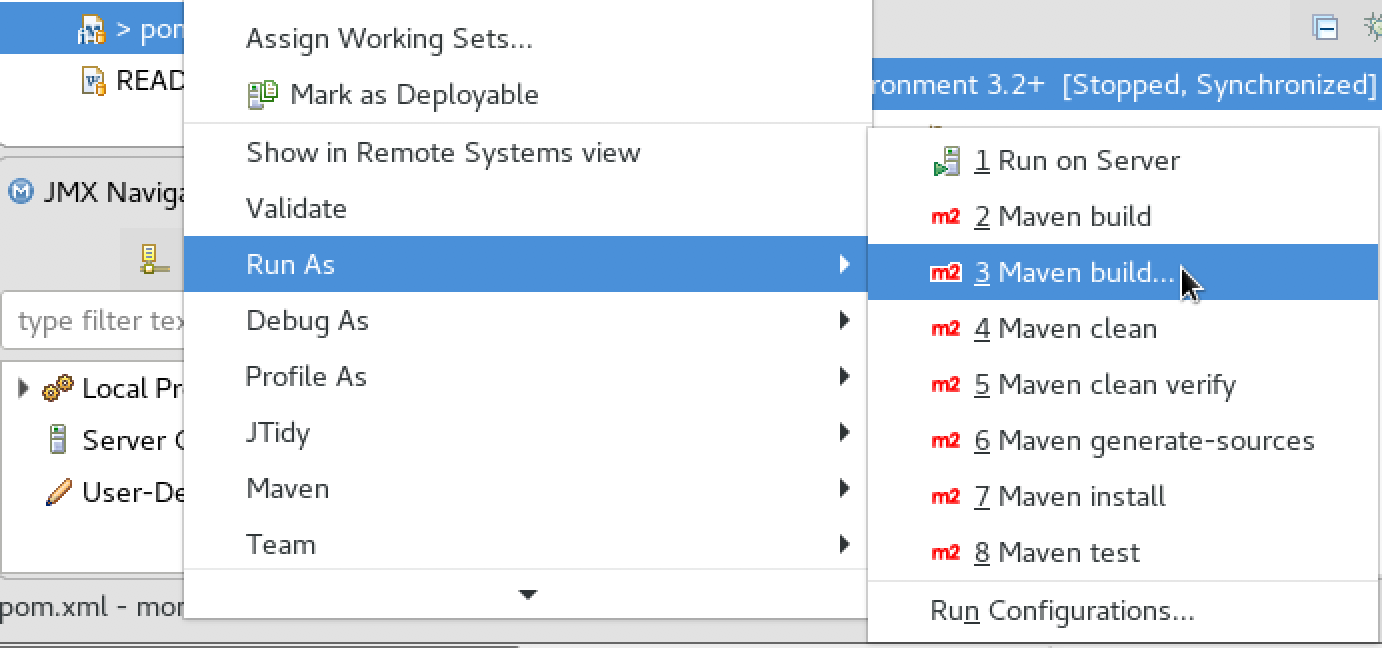 > pom
READ
JMX Naviga
type filter tex
Local Pr
Server C
User-De
pom.xml - mor
Assign Working Sets...
Mark as Deployable
Show in Remote Systems view
Validate
Run As
Debug As
Profile As
JTidy
Maven
Team
ronment 3.2+ [Stopped, Synchronized]
1 Run on Server
m2 2 Maven build
m2 3 Maven build...
m2 4 Maven clean
m2 5 Maven clean verify
m2 6 Maven generate-sources
m2 7 Maven install
m2 8 Maven test
Run Configurations...